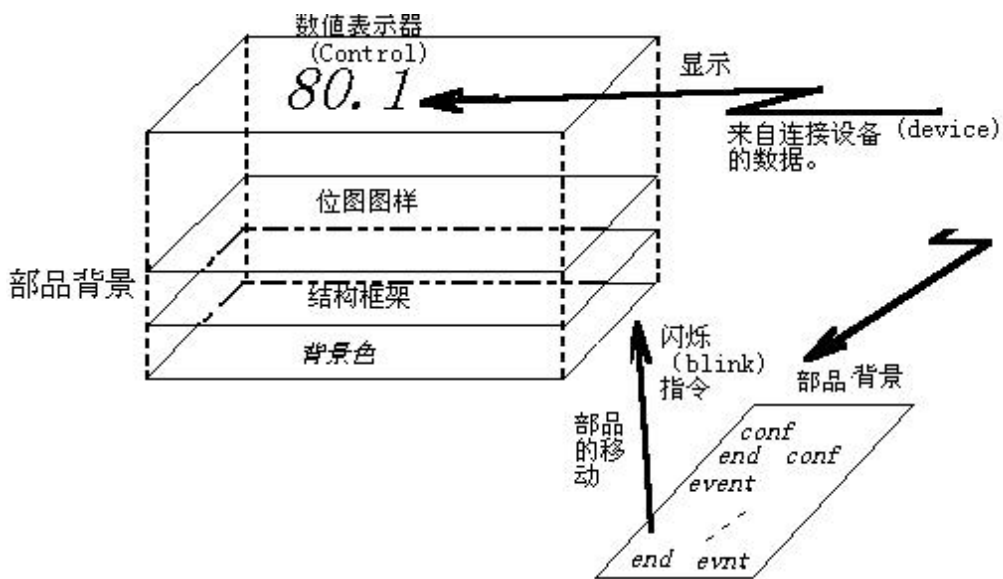 数值表示器
(Control)
80.1
显示
来自连接设备 (device)
的数据。
位图图样
部品背景
结构框架
背景色
闪烁
(blink)
指令
部品
的移
动
部品 背景
conf
end conf
event
end evnt